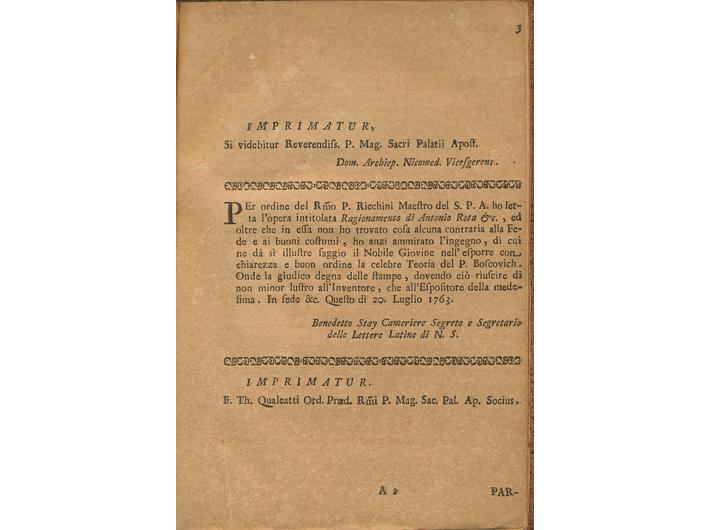 3
IMPRIMATUR,
Si videbitur Reverendiſs. P. Mag. Sacri Palatii Apoſt.
Dom. Archiep. Nicomed. Viceſgerens.
PEr ordine del Rm̃o P. Ricchini Maeſtro del S. P. A. ho let-
ta l'opera intitolata Ragionamento di Antonio Rota &c., ed
oltre che in eſſa non ho trovato coſa alcuna contraria alla Fe-
de e ai buoni coſtumi, ho anzi ammirato l'ingegno, di cui
ne dà sì illuſtre ſaggio il Nobile Giovine nell'eſporre con
chiarezza e buon ordine la celebre Teoria del P. Boſcovich.
Onde la giudico degna delle ſtampe, dovendo ciò riuſcire di
non minor luſtro all'Inventore, che all'Eſpoſitore della mede-
ſima. In fede &c. Queſto dì 20. Luglio 1763.
Benedetto Stay Cameriere Segreto e Segretario
delle Lettere Latine di N. S.
IMPRIMATUR.
F. Th. Qualeatti Ord. Præd. Rm̃i P. Mag. Sac. Pal. Ap. Socius.
A 2
PAR-